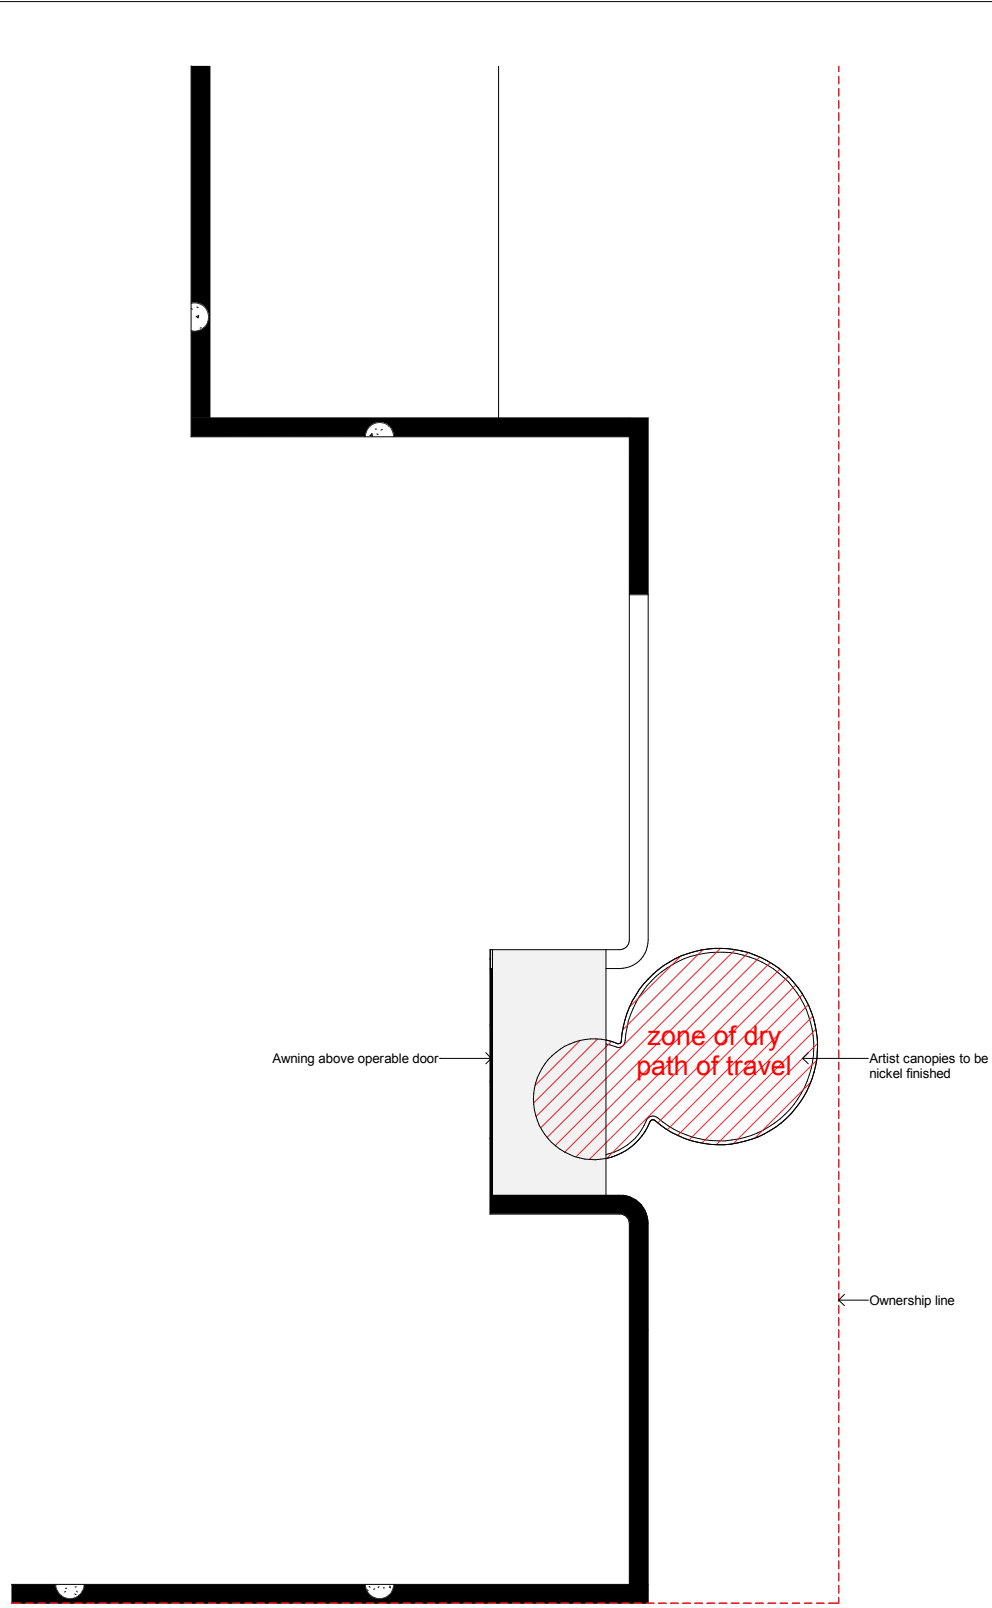 zone of dry
path of travel
Awning above operable door
Artist canopies to be
nickel finished
Ownership line